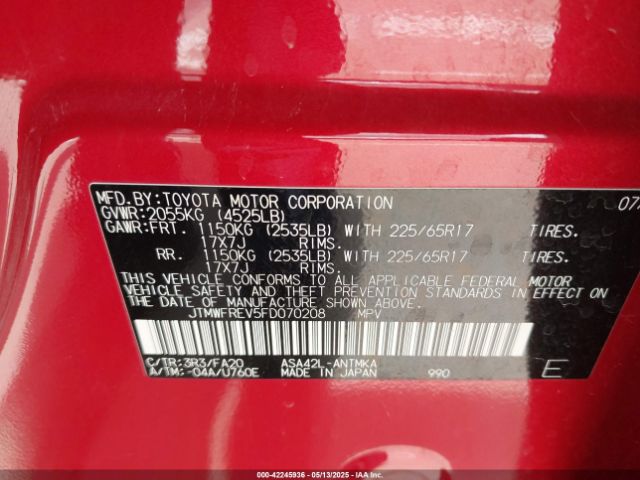 MFD.BY:TOYOTA MOTOR CORPORATION 07
GVWR:2055KG (4525LB)
GAWR:FRT. 1150KG (2535LB) WITH 225/65R17 TIRES.
17X7J RIMS.
RR. 1150KG (2535LB) WITH 225/65R17 TIRES.
17X7J RIMS.
THIS VEHICLE CONFORMS TO ALL APPLICABLE FEDERAL MOTOR
VEHICLE SAFETY AND THEFT PREVENTION STANDARDS IN EFFECT
ON THE DATE OF MANUFACTURE SHOWN ABOVE.
JTMWFREV5FD070208 MPV
C/TR:3R3/FA20 ASA42L-ANTMKA
A/TM:-04A/U760E MADE IN JAPAN 990 E
000-42245936 - 05/13/2025 - Copyright IAA. Inc